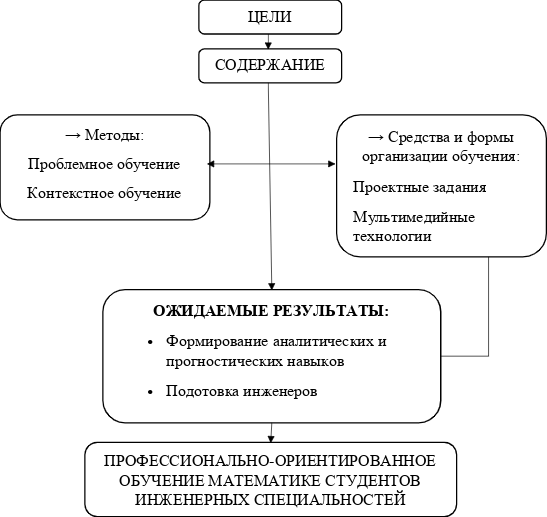 ЦЕЛИ
СОДЕРЖАНИЕ
→ Методы:
Проблемное обучение
Контекстное обучение
→ Средства и формы
организации обучения:
Проектные задания
Мультимедийные
технологии
ОЖИДАЕМЫЕ РЕЗУЛЬТАТЫ:
• Формирование аналитических и
прогностических навыков
• Подотовка инженеров
ПРОФЕССИОНАЛЬНО-ОРИЕНТИРОВАННОЕ
ОБУЧЕНИЕ МАТЕМАТИКЕ СТУДЕНТОВ
ИНЖЕНЕРНЫХ СПЕЦИАЛЬНОСТЕЙ